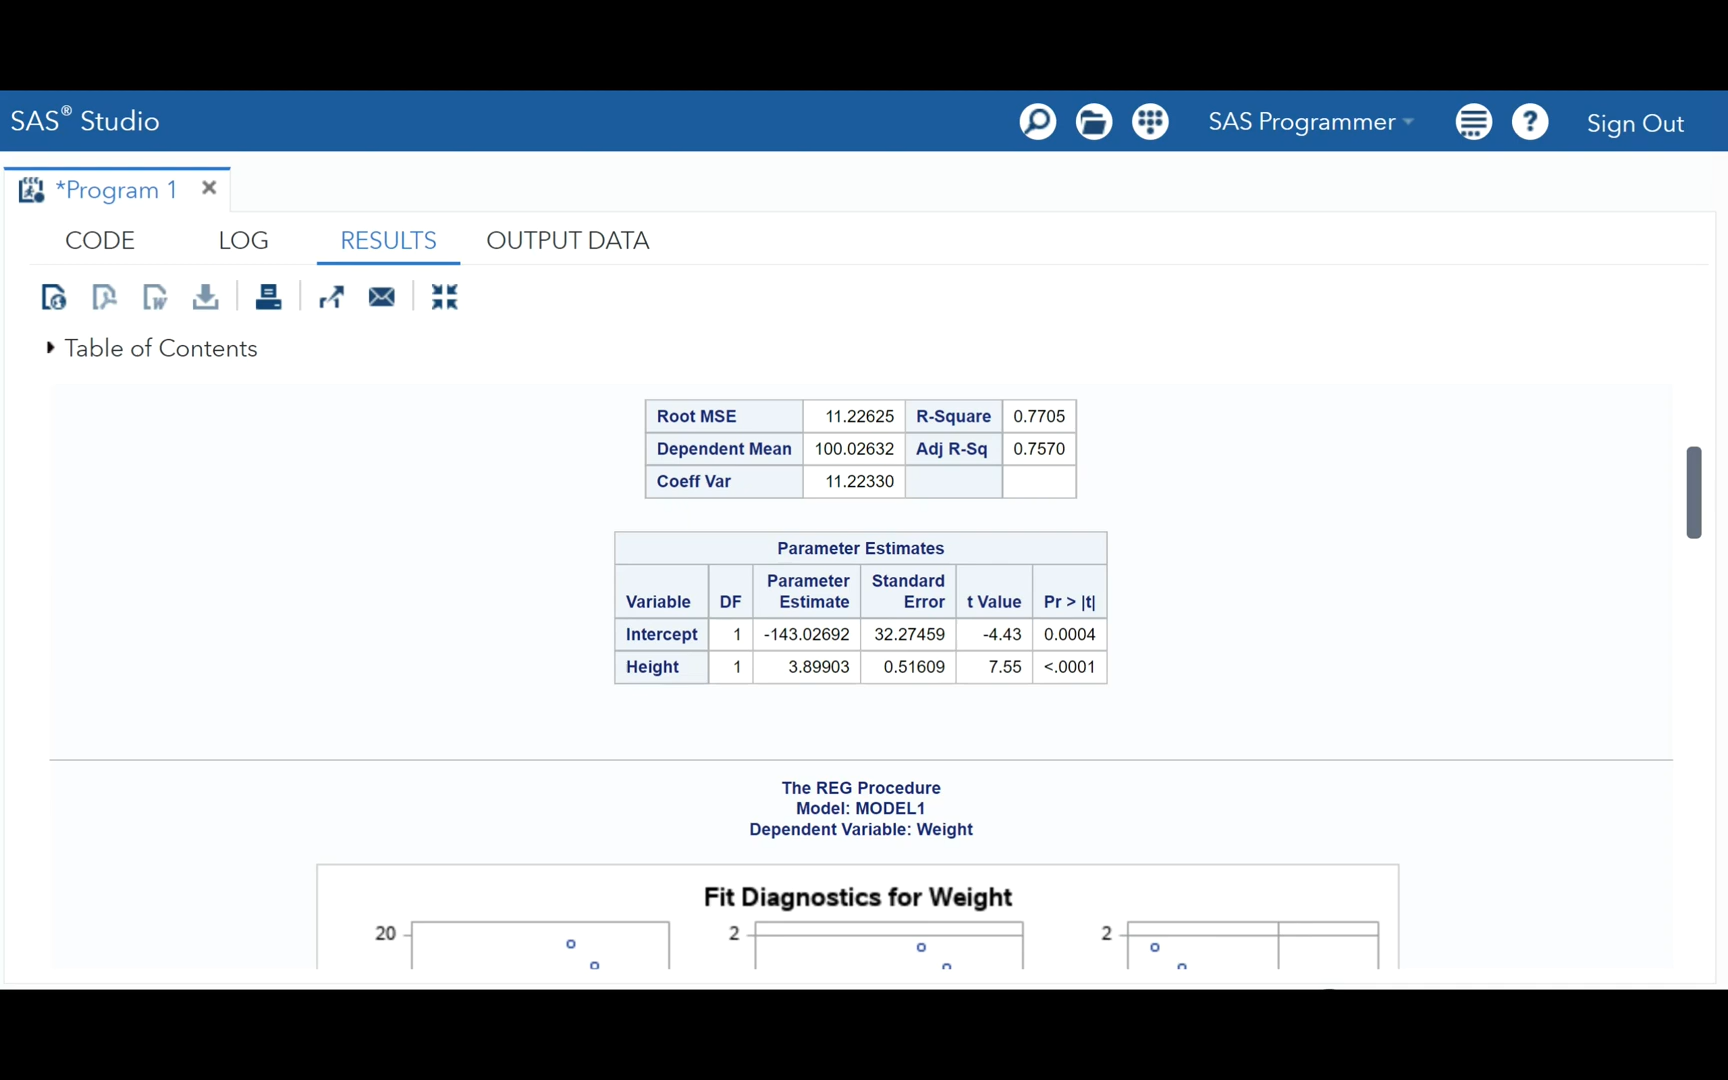 SAS® Studio
SAS Programmer
?
Sign Out
*Program 1
CODE LOG RESULTS OUTPUT DATA
Table of Contents
Root MSE 11.22625 R-Square 0.7705
Dependent Mean 100.02632 Adj R-Sq 0.7570
Coeff Var 11.22330
Parameter Estimates
Variable DF Parameter Estimate Standard Error t Value Pr > |t|
Intercept 1 -143.02692 32.27459 -4.43 0.0004
Height 1 3.89903 0.51609 7.55 <.0001
The REG Procedure
Model: MODEL1
Dependent Variable: Weight
Fit Diagnostics for Weight
20 2 2